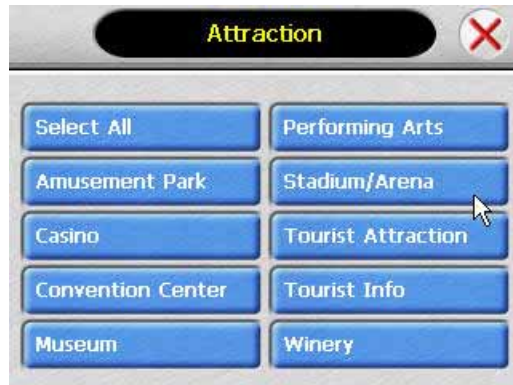 Attraction
Select All
Performing Arts
Amusement Park
Stadium/Arena
Casino
Tourist Attraction
Convention Center
Tourist Info
Museum
Winery